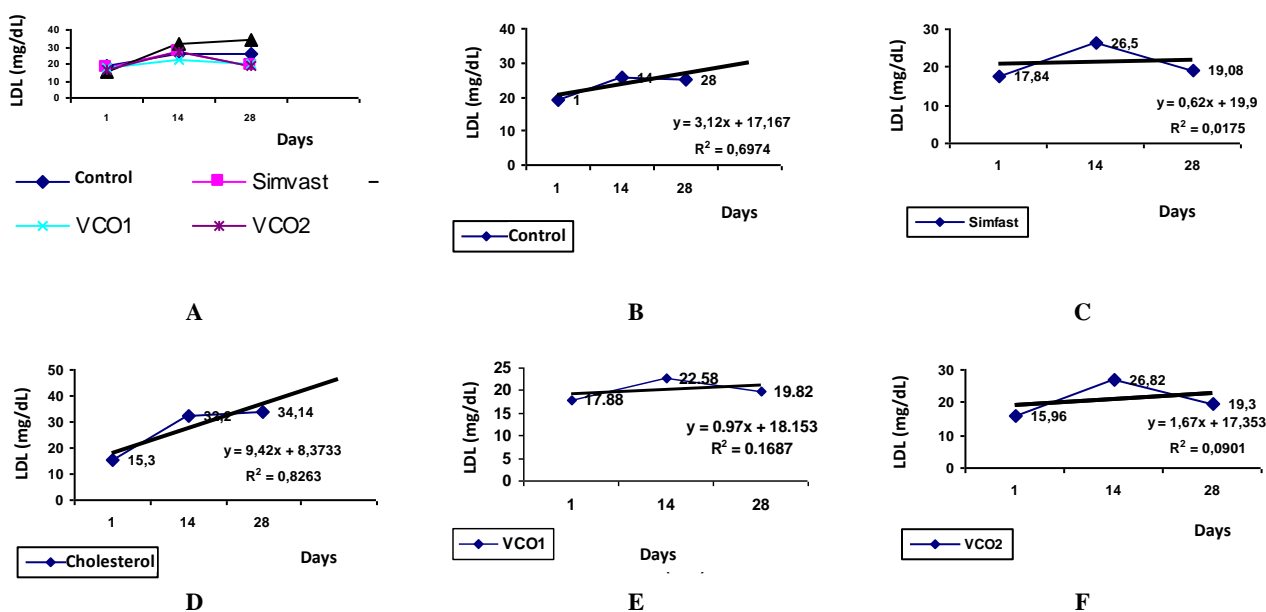 LDL (mg/dL)
40
30
20
10
0
1 14 28
Days
Control Simvast –
VCO1 VCO2
A
LDL (mg/dL)
40
30
20
10
0
1 14 28
y = 3,12x + 17,167
R² = 0,6974
1 14 28
Days
Control
B
LDL (mg/dL)
30
20
10
0
17,84 26,5 19,08
y = 0,62x + 19,9
R² = 0,0175
1 14 28
Days
Simfast
C
LDL (mg/dL)
50
40
30
20
10
0
15,3 34,14
y = 9,42x + 8,3733
R² = 0,8263
1 14 28
Days
Cholesterol
D
LDL (mg/dL)
25
20
15
10
5
0
17.88 22.58 19.82
y = 0.97x + 18.153
R² = 0.1687
1 14 28
Days
VCO1
E
LDL (mg/dL)
30
20
10
0
15,96 26,82 19,3
y = 1,67x + 17,353
R² = 0,0901
1 14 28
Days
VCO2
F